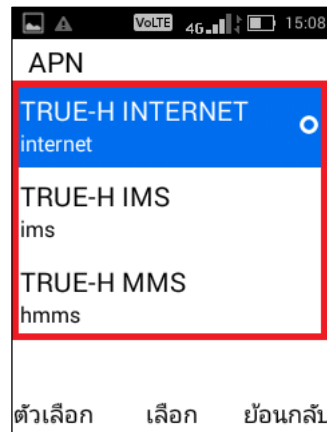 VoLTE 4G 15:08
APN
TRUE-H INTERNET
internet
TRUE-H IMS
ims
TRUE-H MMS
hmms
ตัวเลือก เลือก ย้อนกลับ